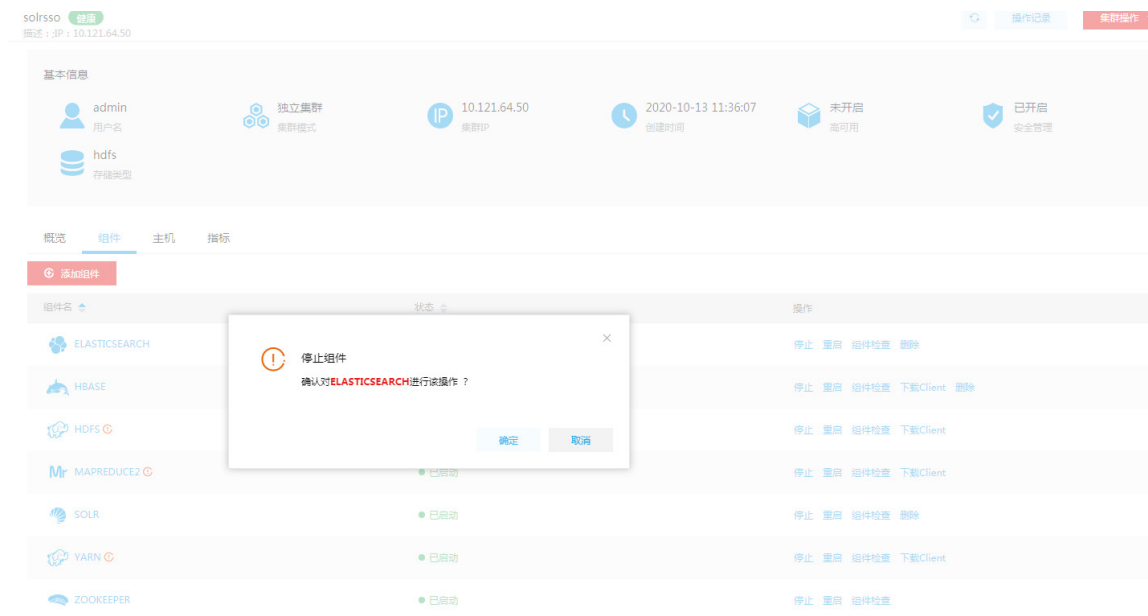 solrsso 健康
操作记录 集群操作
描述：;IP：10.121.64.50
基本信息
admin
用户名
独立集群
集群模式
IP
10.121.64.50
集群IP
2020-10-13 11:36:07
创建时间
未开启
高可用
已开启
安全管理
hdfs
存储类型
概览 组件 主机 指标
添加组件
组件名 状态 操作
ELASTICSEARCH 停止 重启 组件检查 删除
HBASE 停止 重启 组件检查 下载Client 删除
HDFS 停止 重启 组件检查 下载Client
Mr MAPREDUCE2 已启动 停止 重启 组件检查 下载Client
SOLR 已启动 停止 重启 组件检查 删除
YARN 已启动 停止 重启 组件检查 下载Client
ZOOKEEPER 已启动 停止 重启 组件检查
停止组件
确认对ELASTICSEARCH进行该操作 ？
确定 取消